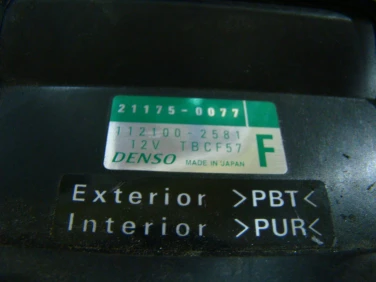 21175-0077
112100-2581
12V TBCF57
DENSO MADE IN JAPAN
F
Exterior >PBT<
Interior >PUR<